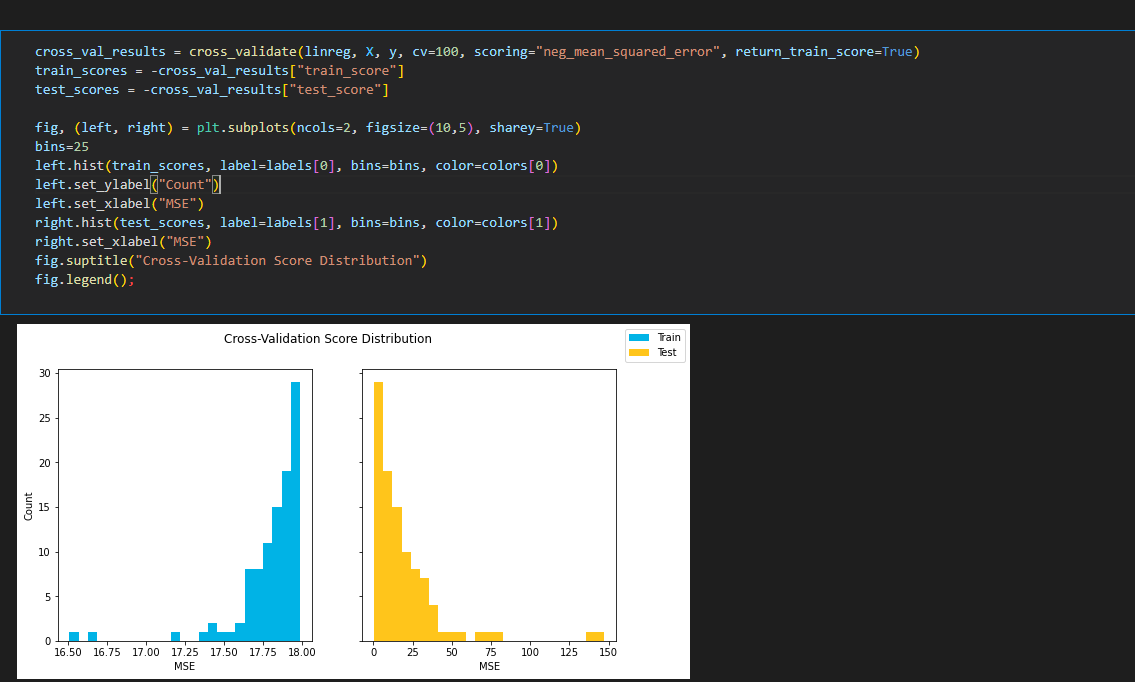 cross_val_results = cross_validate(linreg, X, y, cv=100, scoring="neg_mean_squared_error", return_train_score=True)
train_scores = -cross_val_results["train_score"]
test_scores = -cross_val_results["test_score"]
fig, (left, right) = plt.subplots(ncols=2, figsize=(10,5), sharey=True)
bins=25
left.hist(train_scores, label=labels[0], bins=bins, color=colors[0])
left.set_ylabel("Count")
left.set_xlabel("MSE")
right.hist(test_scores, label=labels[1], bins=bins, color=colors[1])
right.set_xlabel("MSE")
fig.suptitle("Cross-Validation Score Distribution")
fig.legend();
Cross-Validation Score Distribution
Train
Test
30
25
20
15
10
5
0
Count
16.50 16.75 17.00 17.25 17.50 17.75 18.00
MSE
0 25 50 75 100 125 150
MSE